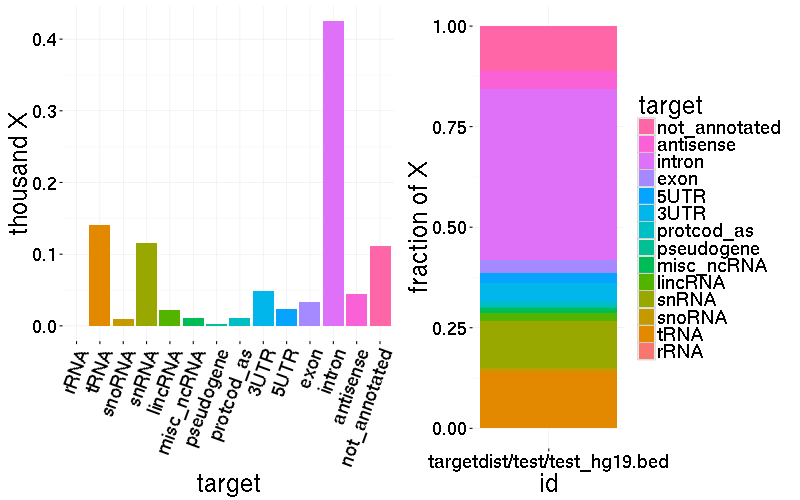 thousand X
0.4
0.3
0.2
0.1
0.0
rRNA
tRNA
snoRNA
snRNA
lincRNA
misc_ncRNA
pseudogene
protcod_as
3UTR
5UTR
exon
intron
antisense
not_annotated
target
fraction of X
1.00
0.75
0.50
0.25
0.00
targetdist/test/test_hg19.bed
id
target
not_annotated
antisense
intron
exon
5UTR
3UTR
protcod_as
pseudogene
misc_ncRNA
lincRNA
snRNA
snoRNA
tRNA
rRNA